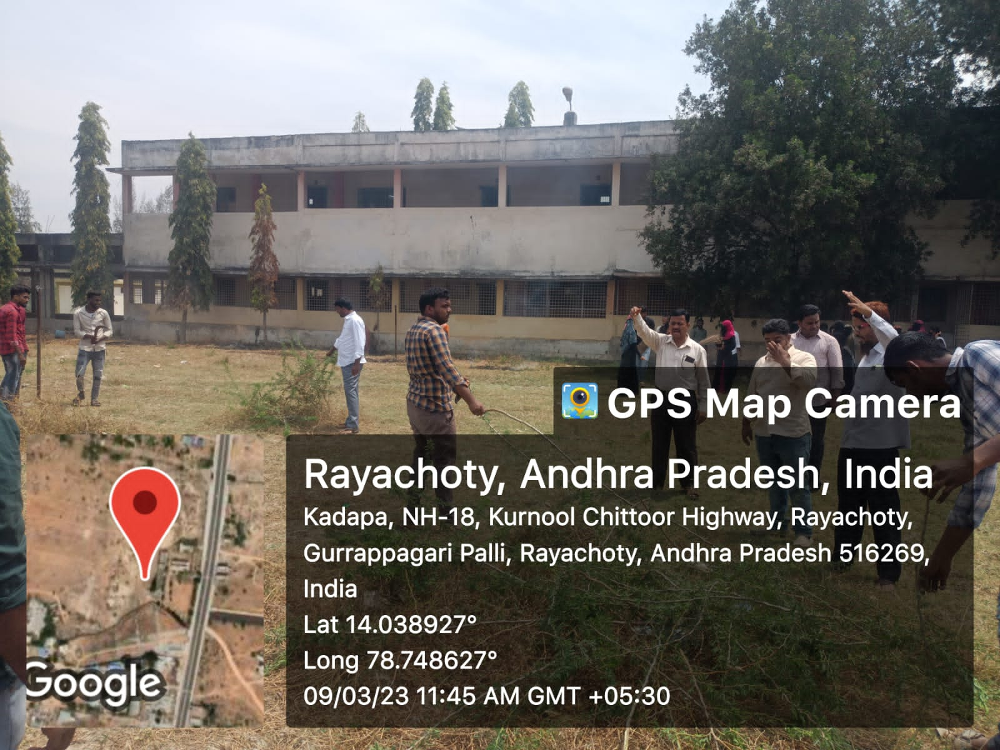 GPS Map Camera
Rayachoty, Andhra Pradesh, India
Kadapa, NH-18, Kurnool Chittoor Highway, Rayachoty,
Gurrappagari Palli, Rayachoty, Andhra Pradesh 516269,
India
Lat 14.038927°
Long 78.748627°
09/03/23 11:45 AM GMT +05:30
Google